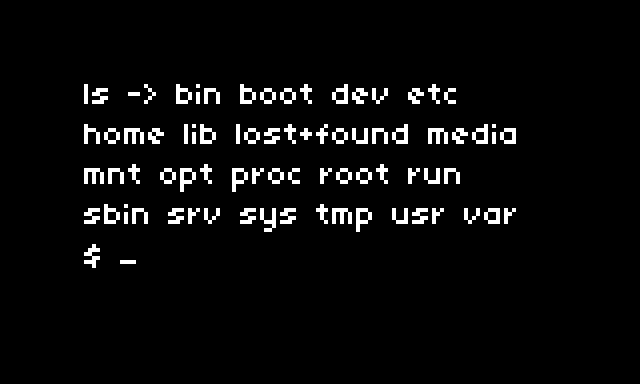 ls -> bin boot dev etc
home lib lost+found media
mnt opt proc root run
sbin srv sys tmp usr var
$ _